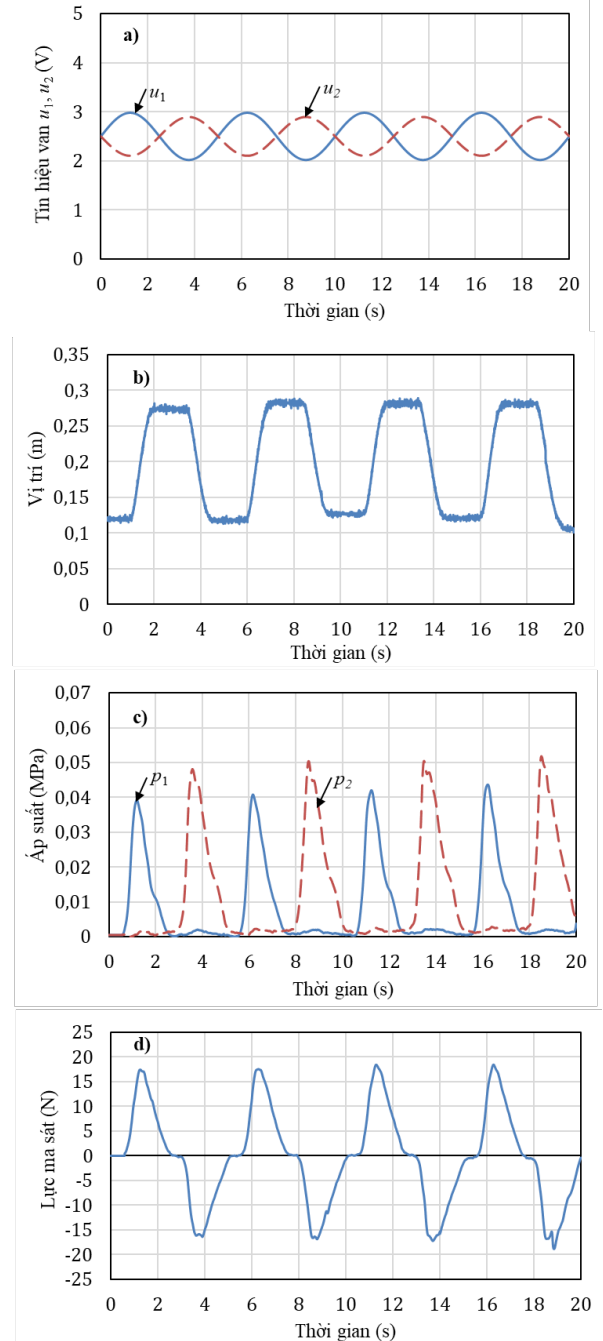 a)
Tín hiệu van u1, u2 (V)
5
4
3
2
1
0
u1
u2
0 2 4 6 8 10 12 14 16 18 20
Thời gian (s)
b)
Vị trí (m)
0,35
0,3
0,25
0,2
0,15
0,1
0,05
0
0 2 4 6 8 10 12 14 16 18 20
Thời gian (s)
c)
Áp suất (MPa)
0,07
0,06
0,05
0,04
0,03
0,02
0,01
0
p1
p2
0 2 4 6 8 10 12 14 16 18 20
Thời gian (s)
d)
Lực ma sát (N)
25
20
15
10
5
0
-5
-10
-15
-20
-25
0 2 4 6 8 10 12 14 16 18 20
Thời gian (s)